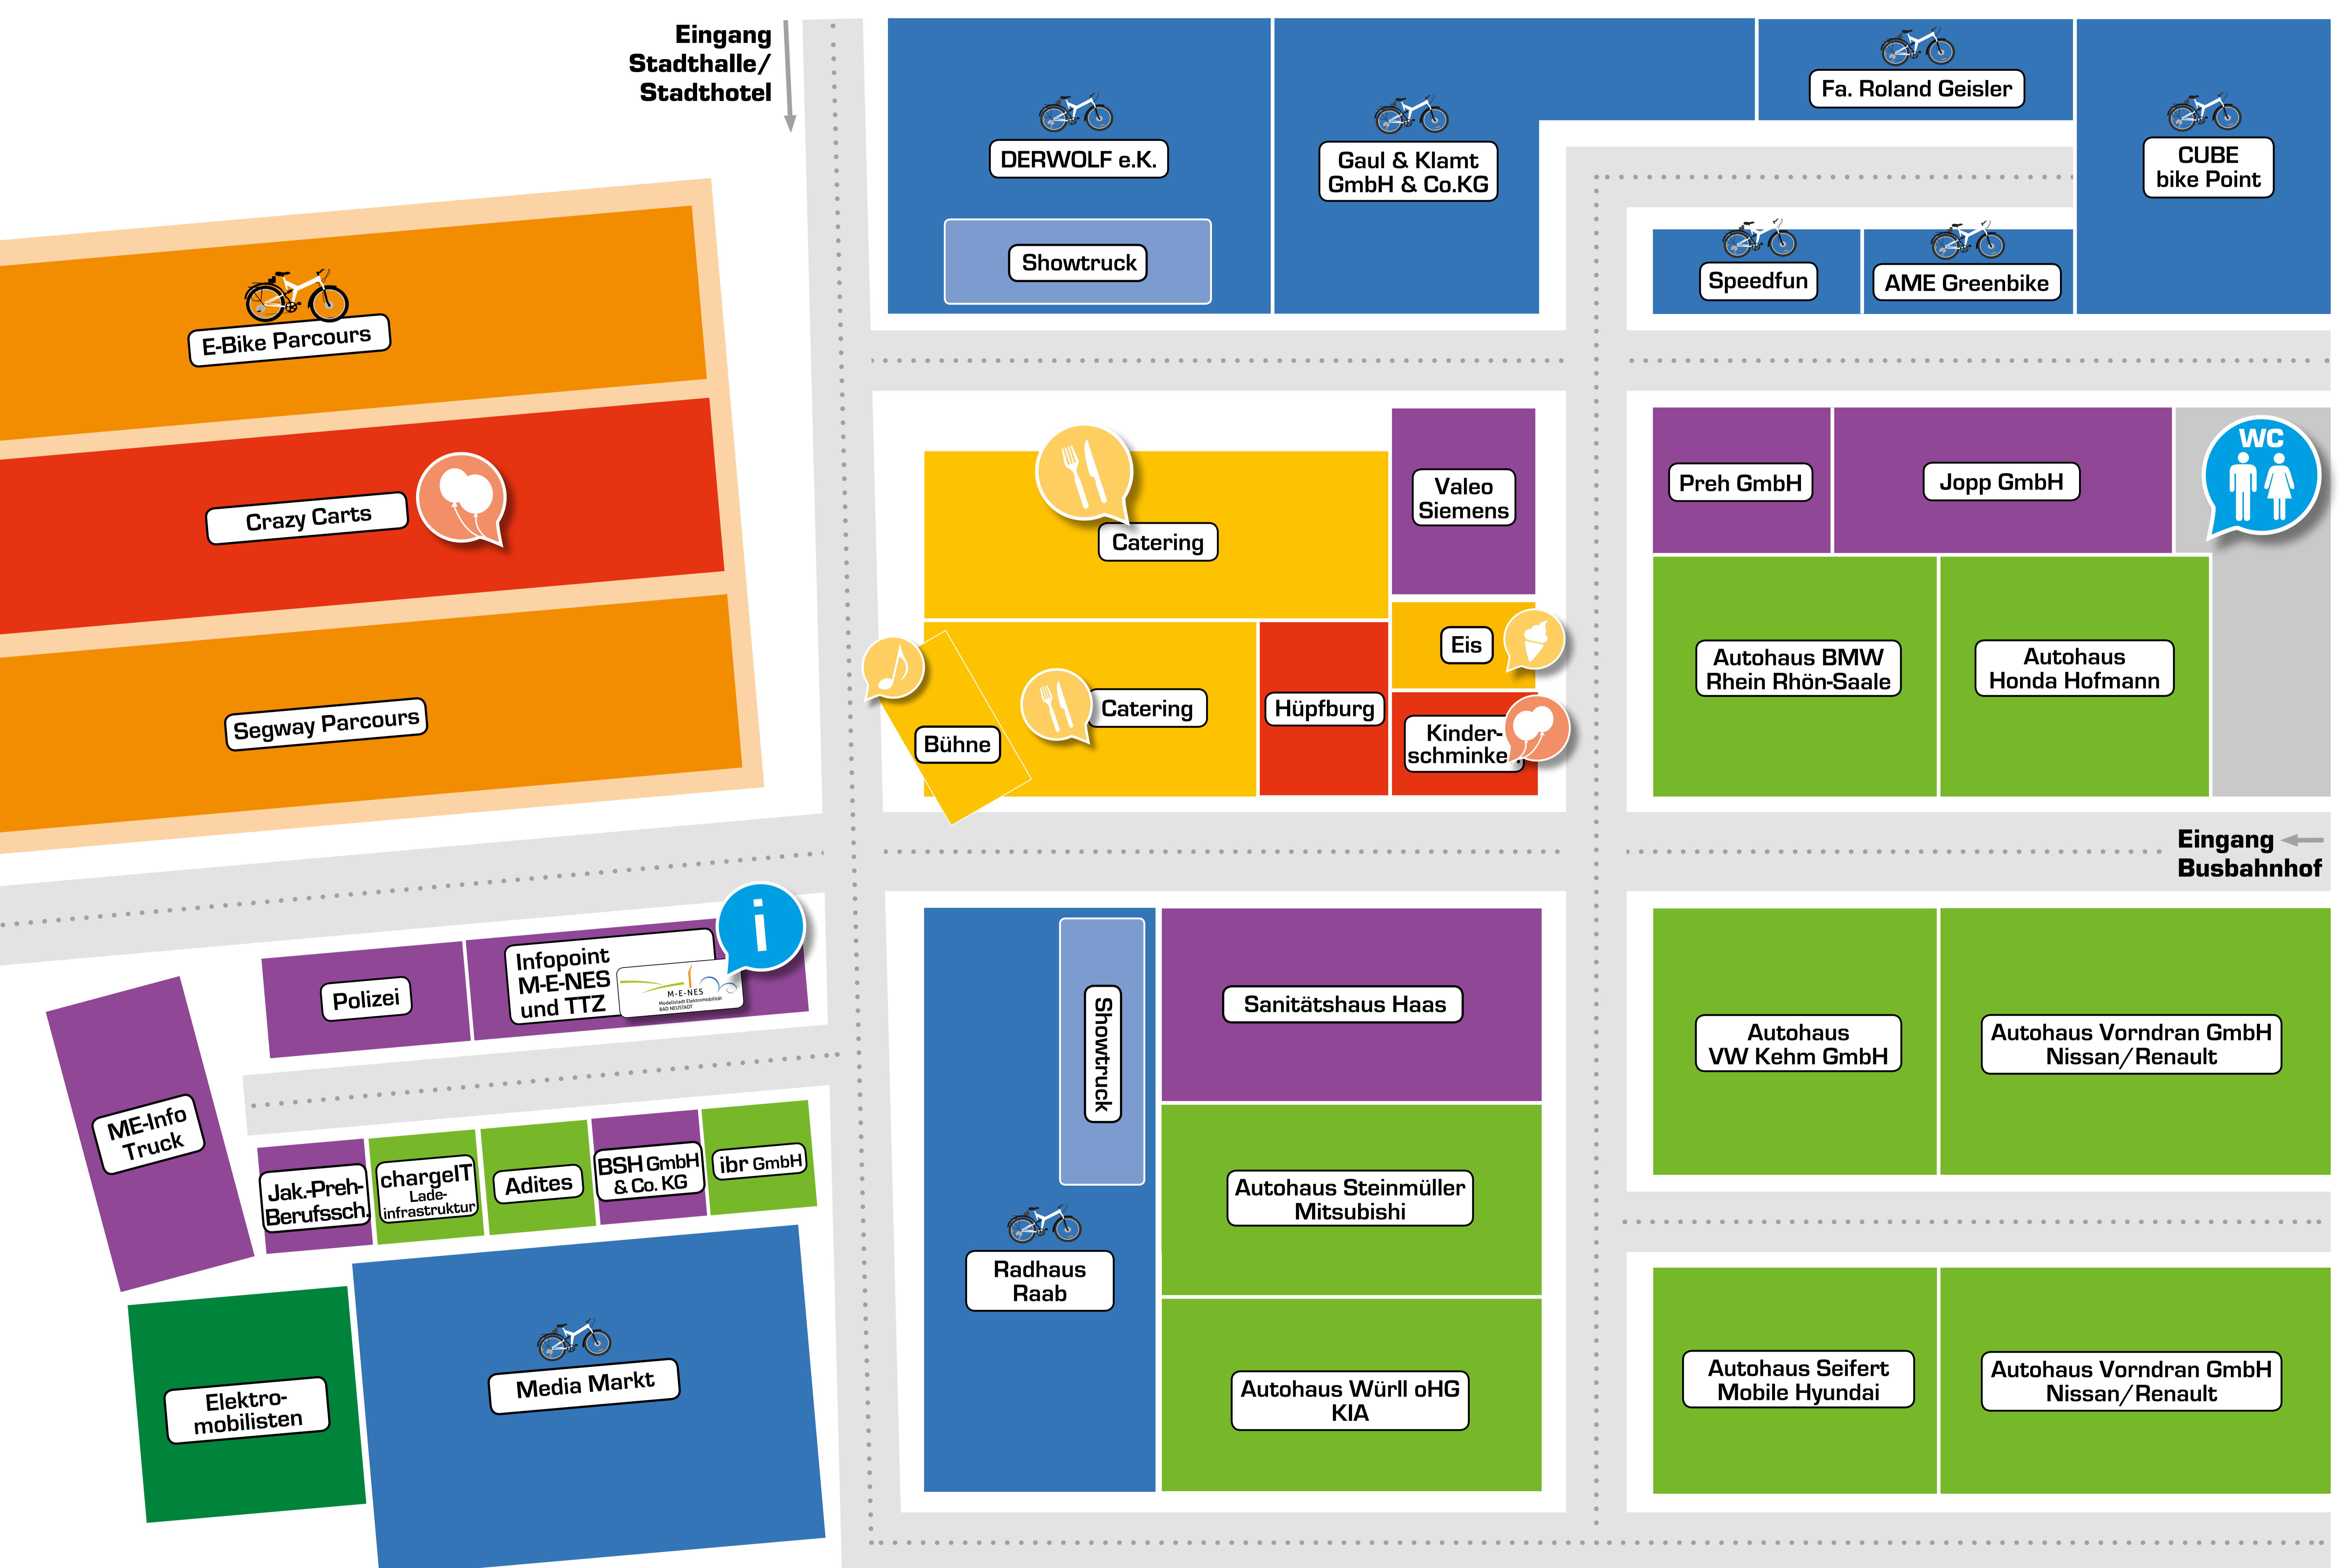 Eingang
Stadthalle/
Stadthotel
DERWOLF e.K.
Showtruck
Gaul & Klamt
GmbH & Co.KG
Fa. Roland Geisler
CUBE
bike Point
Speedfun
AME Greenbike
E-Bike Parcours
Crazy Carts
Segway Parcours
Catering
Valeo
Siemens
Eis
Bühne
Catering
Hüpfburg
Kinder-
schminke
Preh GmbH
Jopp GmbH
WC
Autohaus BMW
Rhein Rhön-Saale
Autohaus
Honda Hofmann
Eingang
Busbahnhof
Polizei
Infopoint
M-E-NES
und TTZ
M-E-NES
Modellstadt Elektromobilität
BAD NEUSTADT
i
ME-Info
Truck
Jak.-Preh-
Berufssch.
chargeIT
Lade-
infrastruktur
Adites
BSH GmbH
& Co. KG
ibr GmbH
Elektro-
mobilisten
Media Markt
Showtruck
Radhaus
Raab
Sanitätshaus Haas
Autohaus Steinmüller
Mitsubishi
Autohaus Würll oHG
KIA
Autohaus
VW Kehm GmbH
Autohaus Vorndran GmbH
Nissan/Renault
Autohaus Seifert
Mobile Hyundai
Autohaus Vorndran GmbH
Nissan/Renault